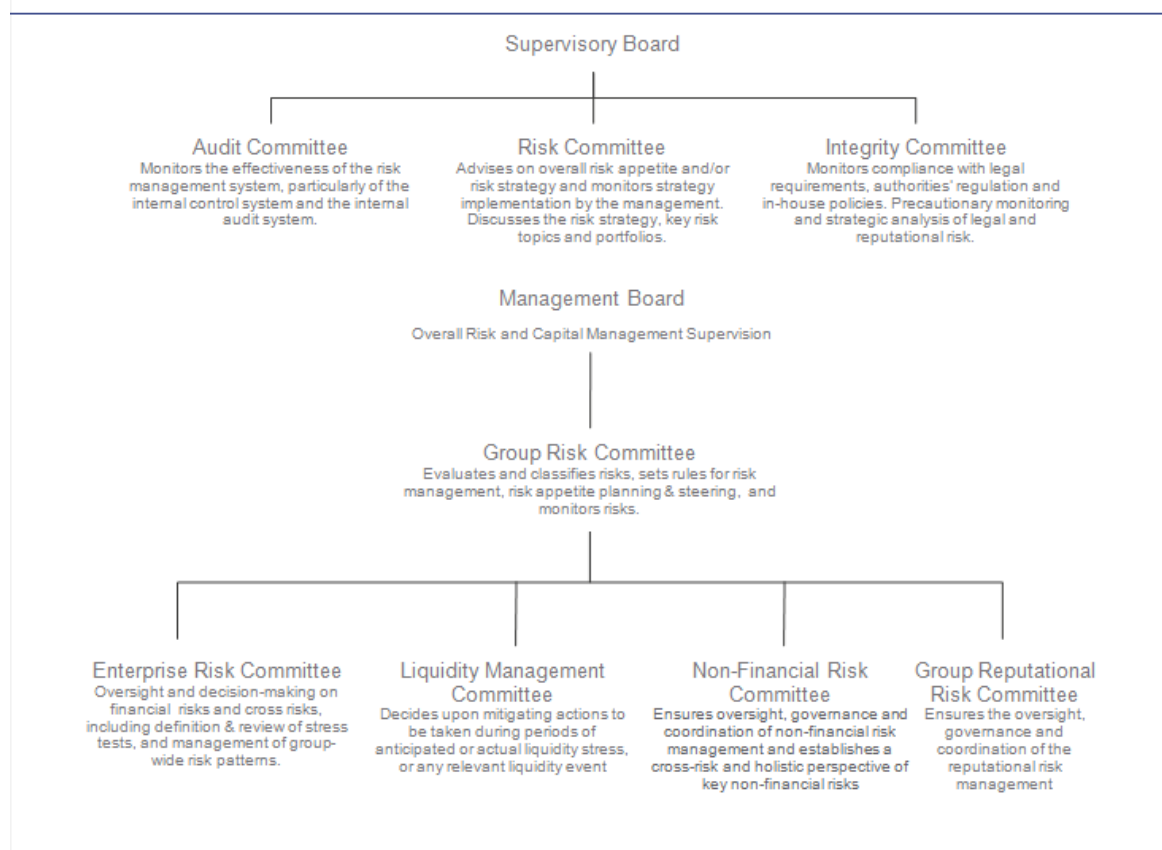 Supervisory Board
Audit Committee
Monitors the effectiveness of the risk
management system, particularly of the
internal control system and the internal
audit system.
Risk Committee
Advises on overall risk appetite and/or
risk strategy and monitors strategy
implementation by the management.
Discusses the risk strategy, key risk
topics and portfolios.
Integrity Committee
Monitors compliance with legal
requirements, authorities' regulation and
in-house policies. Precautionary monitoring
and strategic analysis of legal and
reputational risk.
Management Board
Overall Risk and Capital Management Supervision
Group Risk Committee
Evaluates and classifies risks, sets rules for risk
management, risk appetite planning & steering, and
monitors risks.
Enterprise Risk Committee
Oversight and decision-making on
financial risks and cross risks,
including definition & review of stress
tests, and management of group-
wide risk patterns.
Liquidity Management
Committee
Decides upon mitigating actions to
be taken during periods of
anticipated or actual liquidity stress,
or any relevant liquidity event
Non-Financial Risk
Committee
Ensures oversight, governance and
coordination of non-financial risk
management and establishes a
cross-risk and holistic perspective of
key non-financial risks
Group Reputational
Risk Committee
Ensures the oversight,
governance and
coordination of the
reputational risk
management